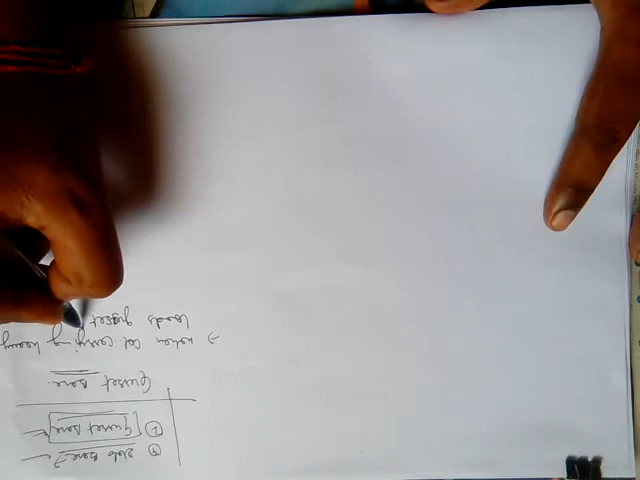 ① slab base →
② Gusset base
Gusset base
→ when col carrying heavy
loads gusset